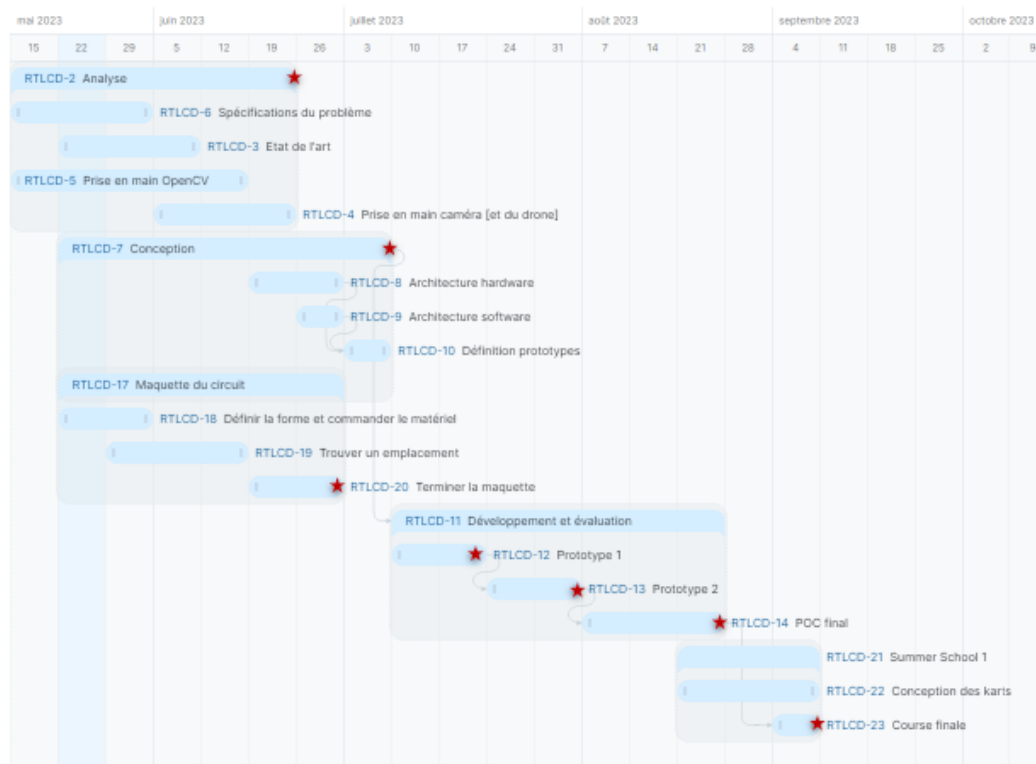 mai 2023 juin 2023 juillet 2023 août 2023 septembre 2023 octobre 2023
15 22 29 5 12 19 26 3 10 17 24 31 7 14 21 28 4 11 18 25 2 9
RTLCD-2 Analyse
RTLCD-6 Spécifications du problème
RTLCD-3 Etat de l'art
RTLCD-5 Prise en main OpenCV
RTLCD-4 Prise en main caméra [et du drone]
RTLCD-7 Conception
RTLCD-8 Architecture hardware
RTLCD-9 Architecture software
RTLCD-10 Définition prototypes
RTLCD-17 Maquette du circuit
RTLCD-18 Définir la forme et commander le matériel
RTLCD-19 Trouver un emplacement
RTLCD-20 Terminer la maquette
RTLCD-11 Développement et évaluation
RTLCD-12 Prototype 1
RTLCD-13 Prototype 2
RTLCD-14 POC final
RTLCD-21 Summer School 1
RTLCD-22 Conception des karts
RTLCD-23 Course finale